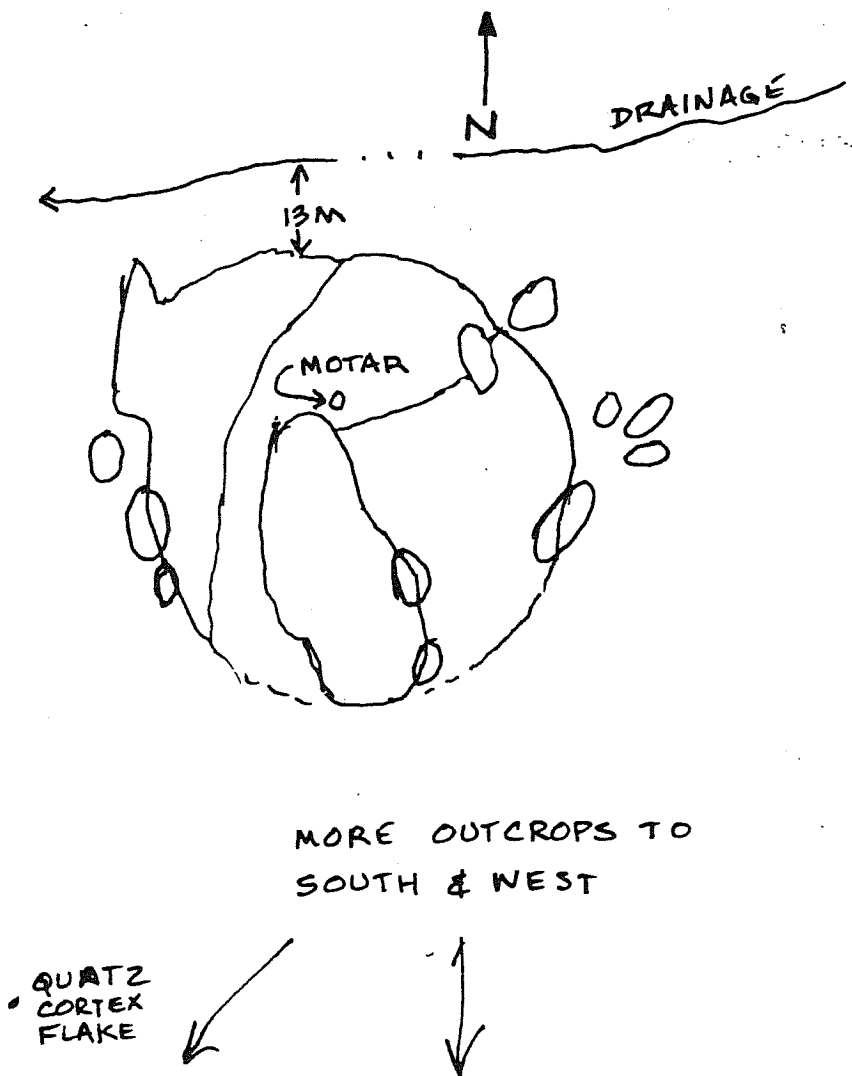 N
DRAINAGE
13M
MOTAR
MORE OUTCROPS TO
SOUTH & WEST
QUATZ
CORTEX
FLAKE